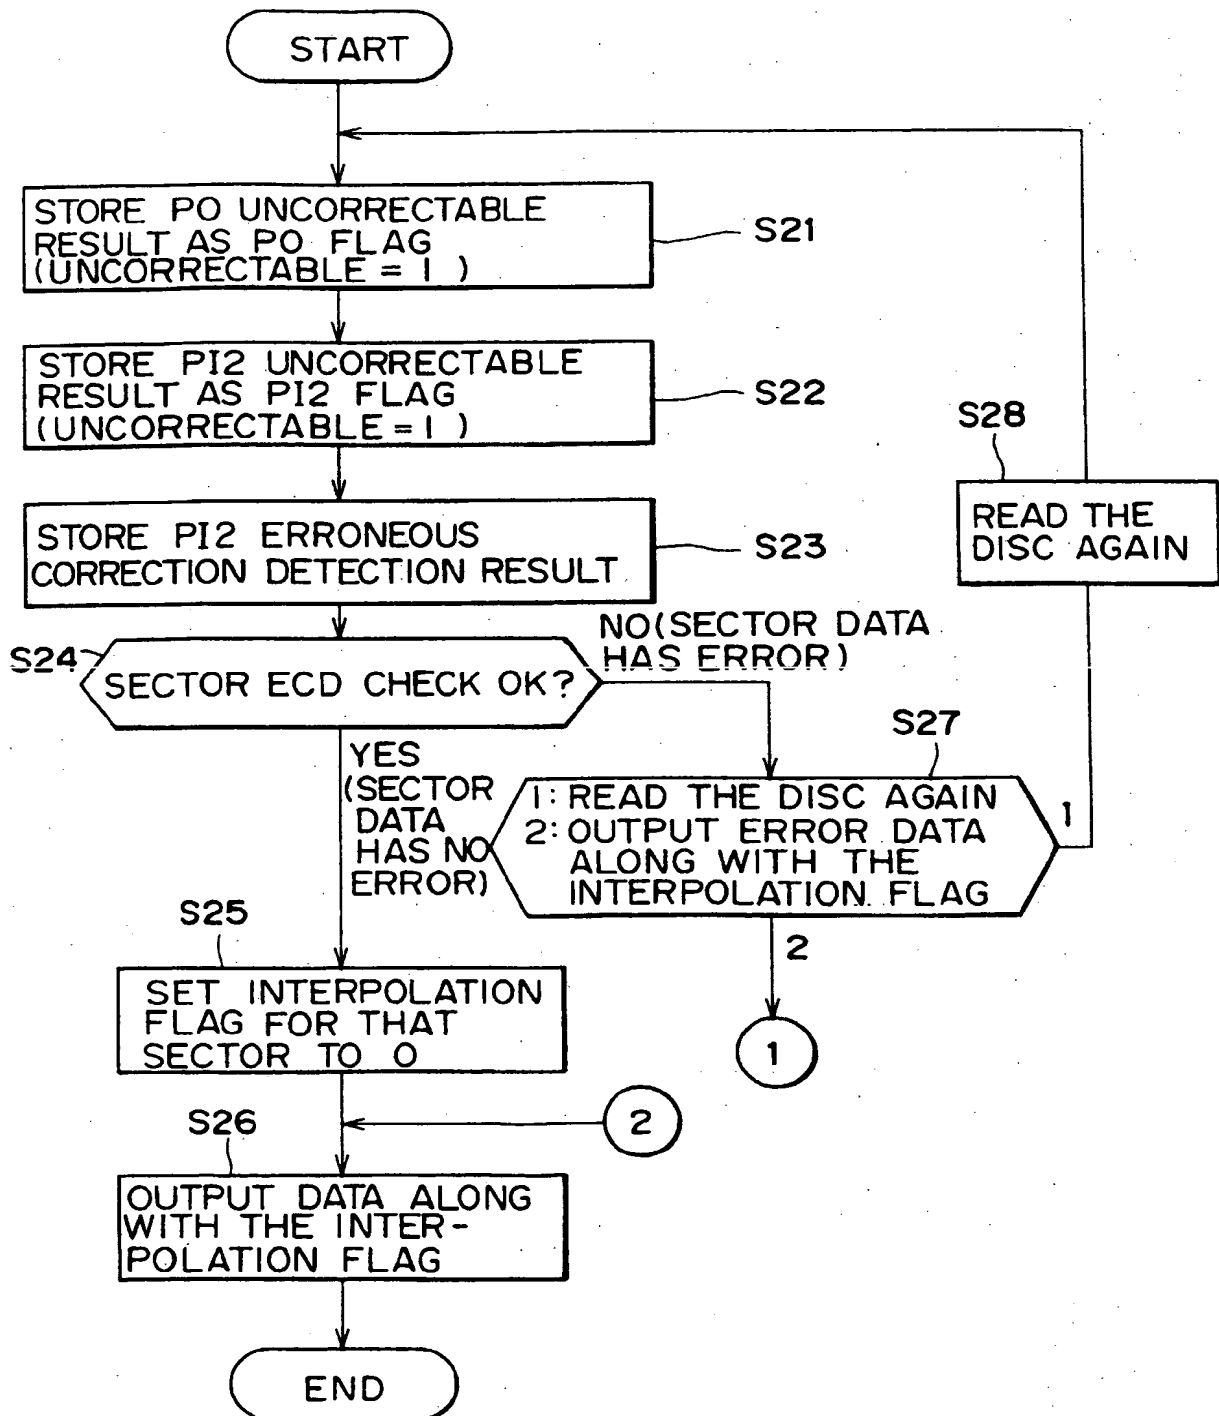 START
STORE PO UNCORRECTABLE
RESULT AS PO FLAG
(UNCORRECTABLE = 1 )
S21
STORE PI2 UNCORRECTABLE
RESULT AS PI2 FLAG
(UNCORRECTABLE = 1 )
S22
S28
READ THE
DISC AGAIN
STORE PI2 ERRONEOUS
CORRECTION DETECTION RESULT
S23
NO(SECTOR DATA
HAS ERROR)
S24
SECTOR ECD CHECK OK?
YES
(SECTOR
DATA
HAS NO
ERROR)
S27
1: READ THE DISC AGAIN
2: OUTPUT ERROR DATA
ALONG WITH THE
INTERPOLATION FLAG
1
2
1
S25
SET INTERPOLATION
FLAG FOR THAT
SECTOR TO 0
2
S26
OUTPUT DATA ALONG
WITH THE INTER-
POLATION FLAG
END